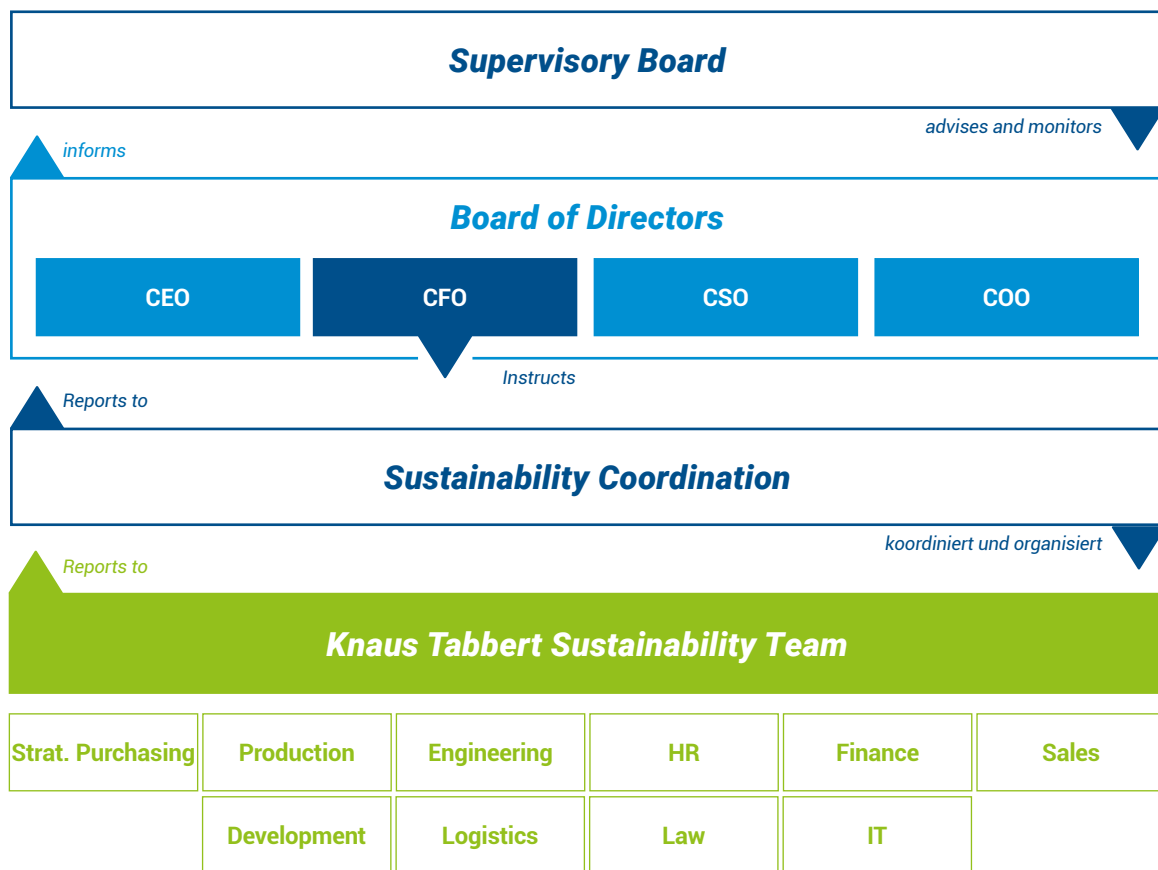 Supervisory Board
advises and monitors
informs
Board of Directors
CEO
CFO
CSO
COO
Instructs
Reports to
Sustainability Coordination
koordiniert und organisiert
Reports to
Knaus Tabbert Sustainability Team
Strat. Purchasing
Production
Engineering
HR
Finance
Sales
Development
Logistics
Law
IT